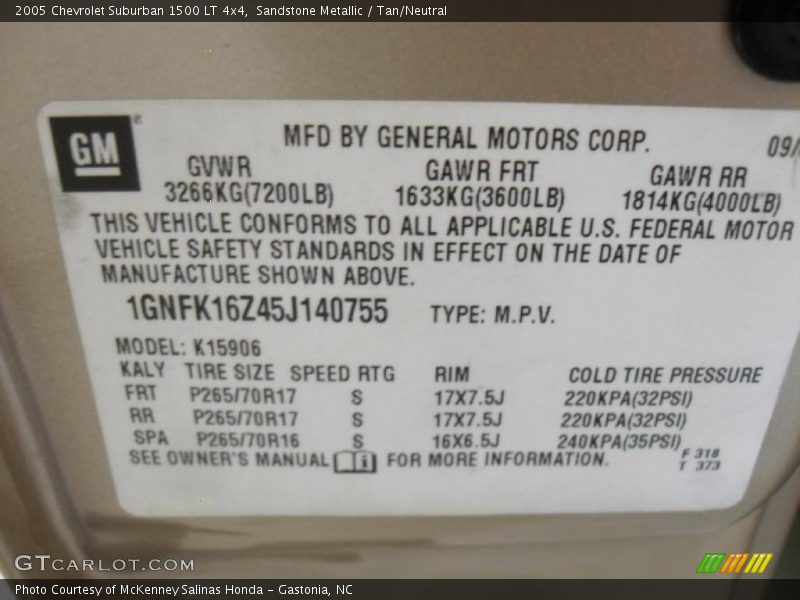 2005 Chevrolet Suburban 1500 LT 4x4, Sandstone Metallic / Tan/Neutral
GM
MFD BY GENERAL MOTORS CORP.
09/
GVWR GAWR FRT GAWR RR
3266KG(7200LB) 1633KG(3600LB) 1814KG(4000LB)
THIS VEHICLE CONFORMS TO ALL APPLICABLE U.S. FEDERAL MOTOR
VEHICLE SAFETY STANDARDS IN EFFECT ON THE DATE OF
MANUFACTURE SHOWN ABOVE.
1GNFK16Z45J140755 TYPE: M.P.V.
MODEL: K15906
KALY TIRE SIZE SPEED RTG RIM COLD TIRE PRESSURE
FRT P265/70R17 S 17X7.5J 220KPA(32PSI)
RR P265/70R17 S 17X7.5J 220KPA(32PSI)
SPA P265/70R16 S 16X6.5J 240KPA(35PSI)
SEE OWNER'S MANUAL FOR MORE INFORMATION.
F 318
T 373
GTCARLOT.COM
Photo Courtesy of McKenney Salinas Honda - Gastonia, NC